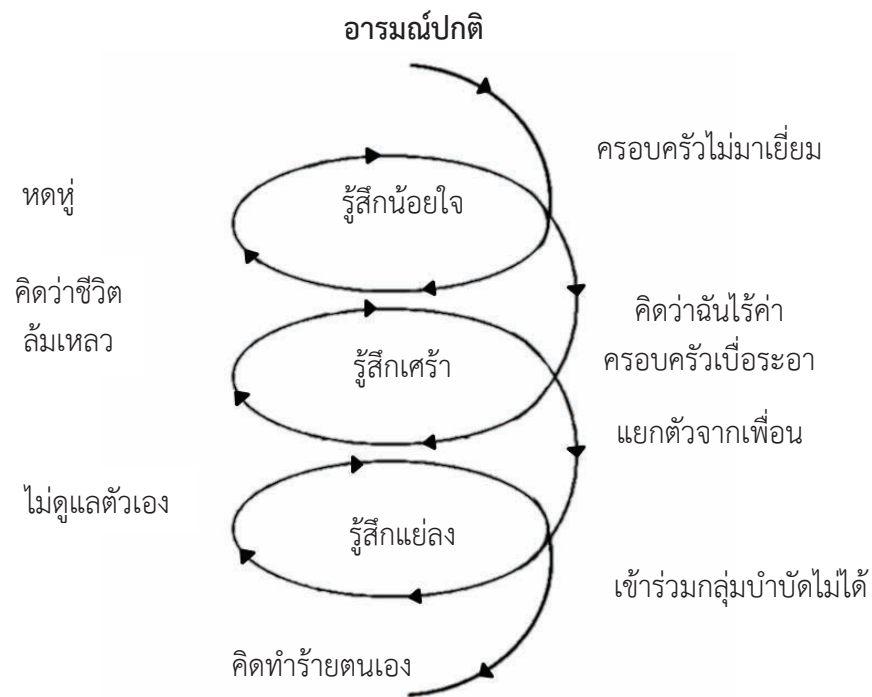 อารมณ์ปกติ
ครอบครัวไม่มาเยี่ยม
หดหู่
รู้สึกน้อยใจ
คิดว่าชีวิต
ล้มเหลว
คิดว่าฉันไร้ค่า
ครอบครัวเบื่อระอา
รู้สึกเศร้า
แยกตัวจากเพื่อน
ไม่ดูแลตัวเอง
รู้สึกแย่ลง
เข้าร่วมกลุ่มบำบัดไม่ได้
คิดทำร้ายตนเอง